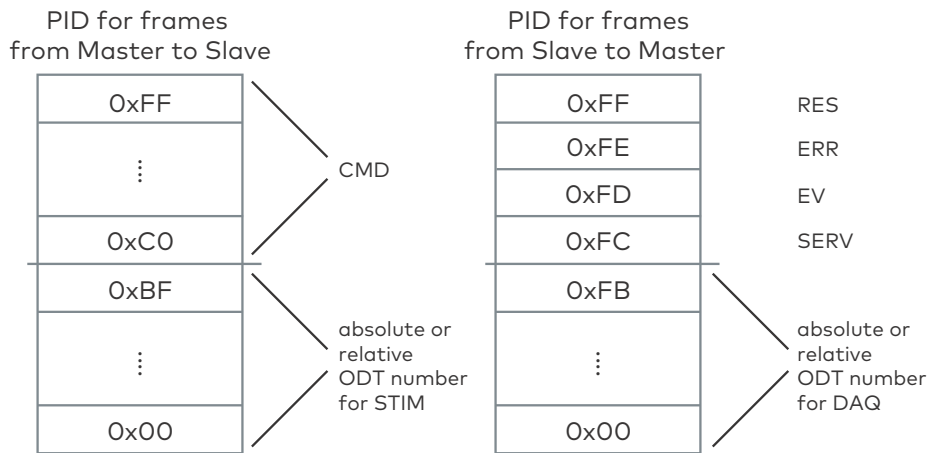 PID for frames
from Master to Slave
0xFF
0xC0
0xBF
0x00
CMD
absolute or
relative
ODT number
for STIM
PID for frames
from Slave to Master
0xFF
0xFE
0xFD
0xFC
0xFB
0x00
RES
ERR
EV
SERV
absolute or
relative
ODT number
for DAQ